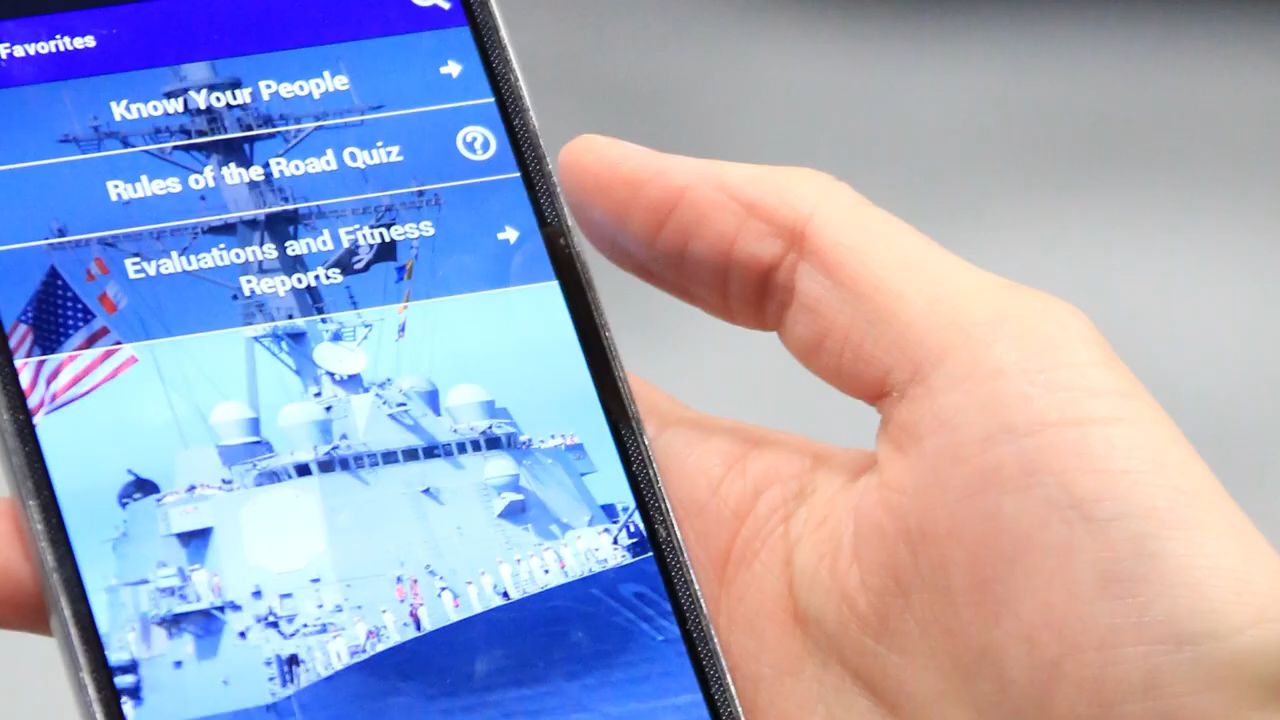 Favorites
Know Your People
Rules of the Road Quiz
Evaluations and Fitness
Reports